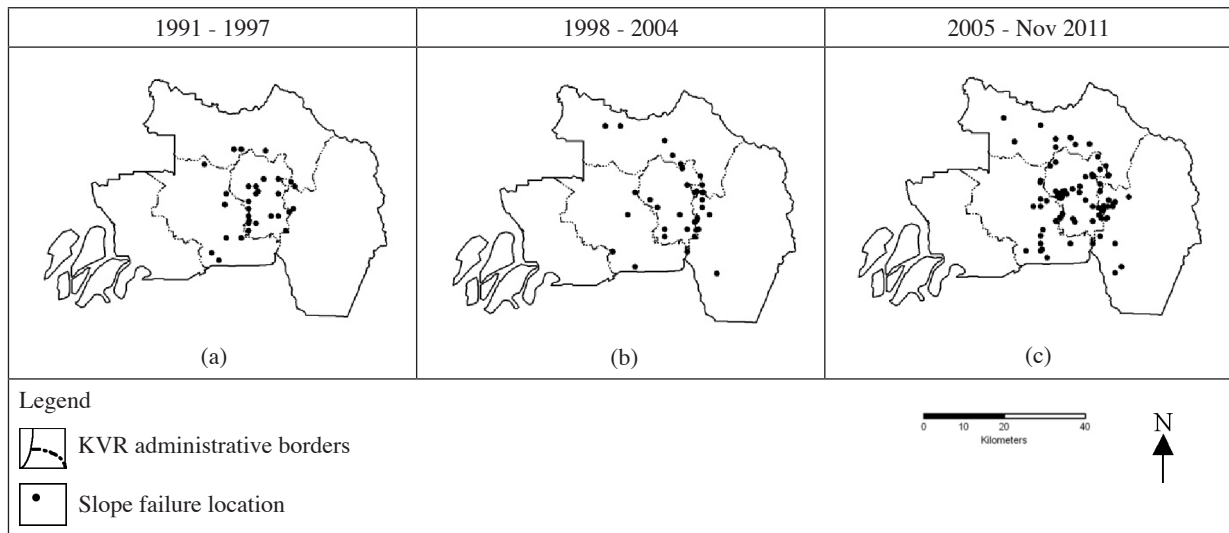 1991 - 1997
1998 - 2004
2005 - Nov 2011
(a)
(b)
(c)
Legend
KVR administrative borders
Slope failure location
0 10 20 40
Kilometers
N